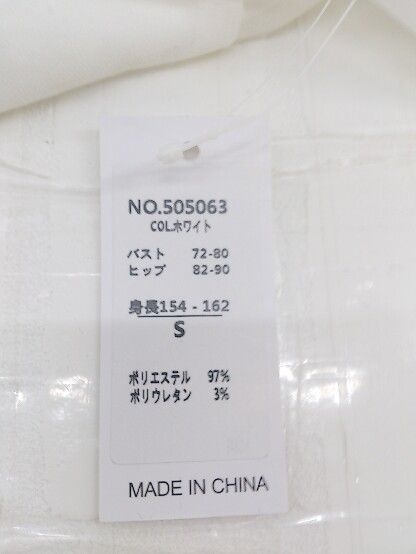 NO.505063
COL.ホワイト
バスト 72-80
ヒップ 82-90
身長154 - 162
S
ポリエステル 97%
ポリウレタン 3%
MADE IN CHINA